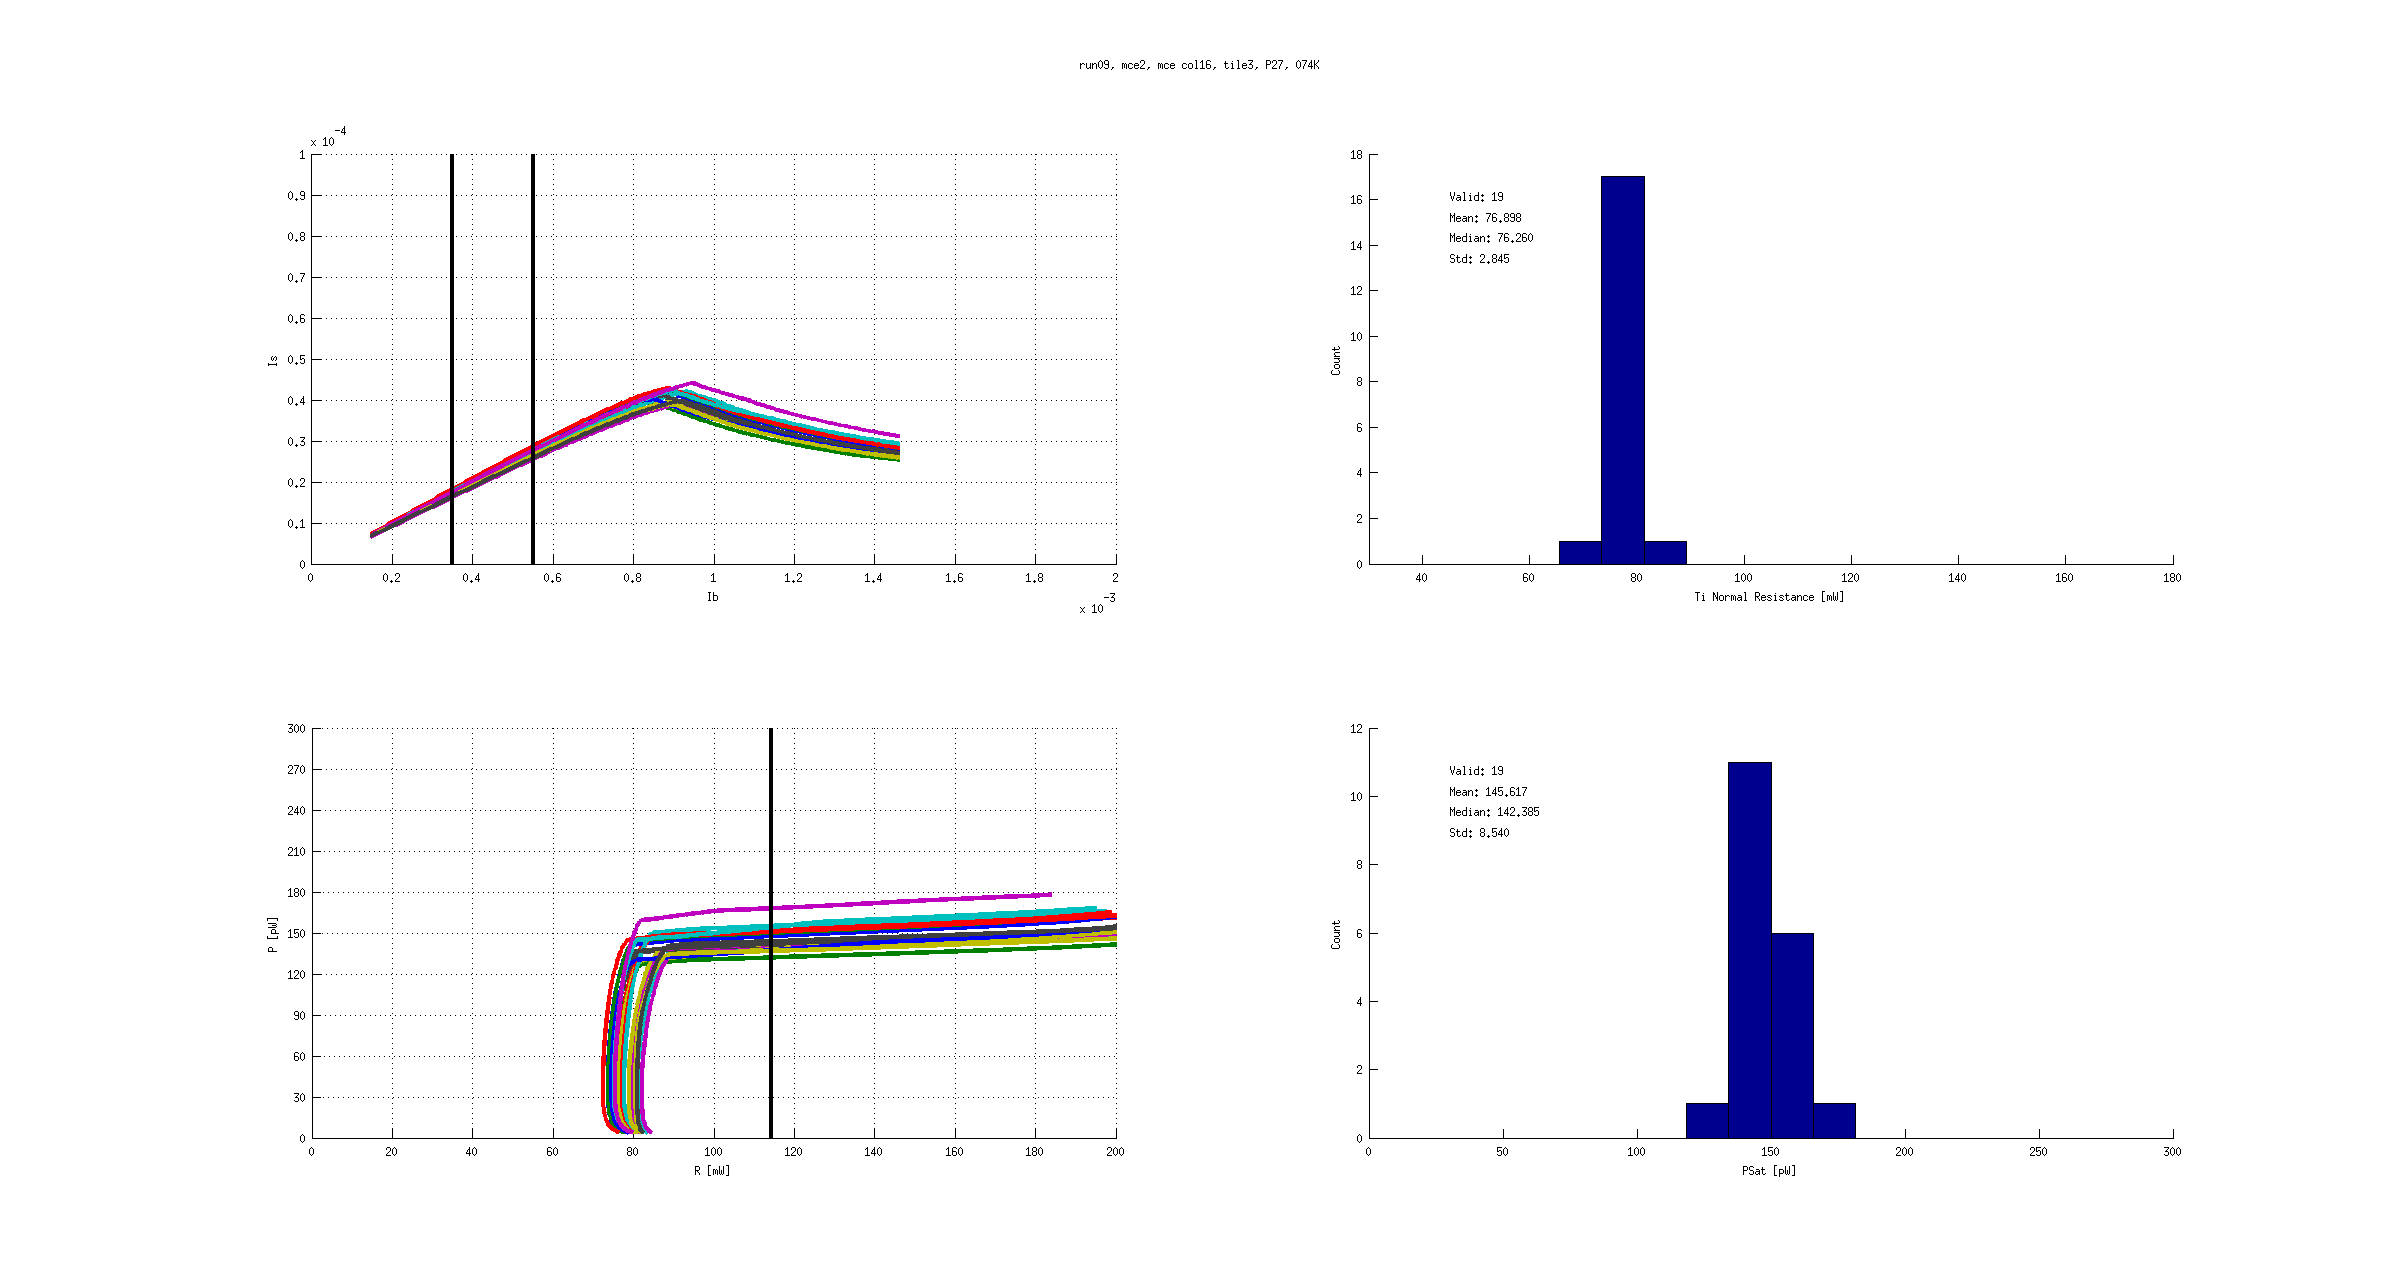 run09, mce2, mce col16, tile3, P27, 074K
x 10
-4
1
0.9
0.8
0.7
0.6
0.5
0.4
0.3
0.2
0.1
0
Is
0 0.2 0.4 0.6 0.8 1 1.2 1.4 1.6 1.8 2
Ib
x 10
-3
18
16
14
12
10
8
6
4
2
0
Count
Valid: 19
Mean: 76.898
Median: 76.260
Std: 2.845
40 60 80 100 120 140 160 180
Ti Normal Resistance [mW]
300
270
240
210
180
150
120
90
60
30
0
P [pW]
0 20 40 60 80 100 120 140 160 180 200
R [mW]
12
10
8
6
4
2
0
Count
Valid: 19
Mean: 145.617
Median: 142.385
Std: 8.540
0 50 100 150 200 250 300
PSat [pW]